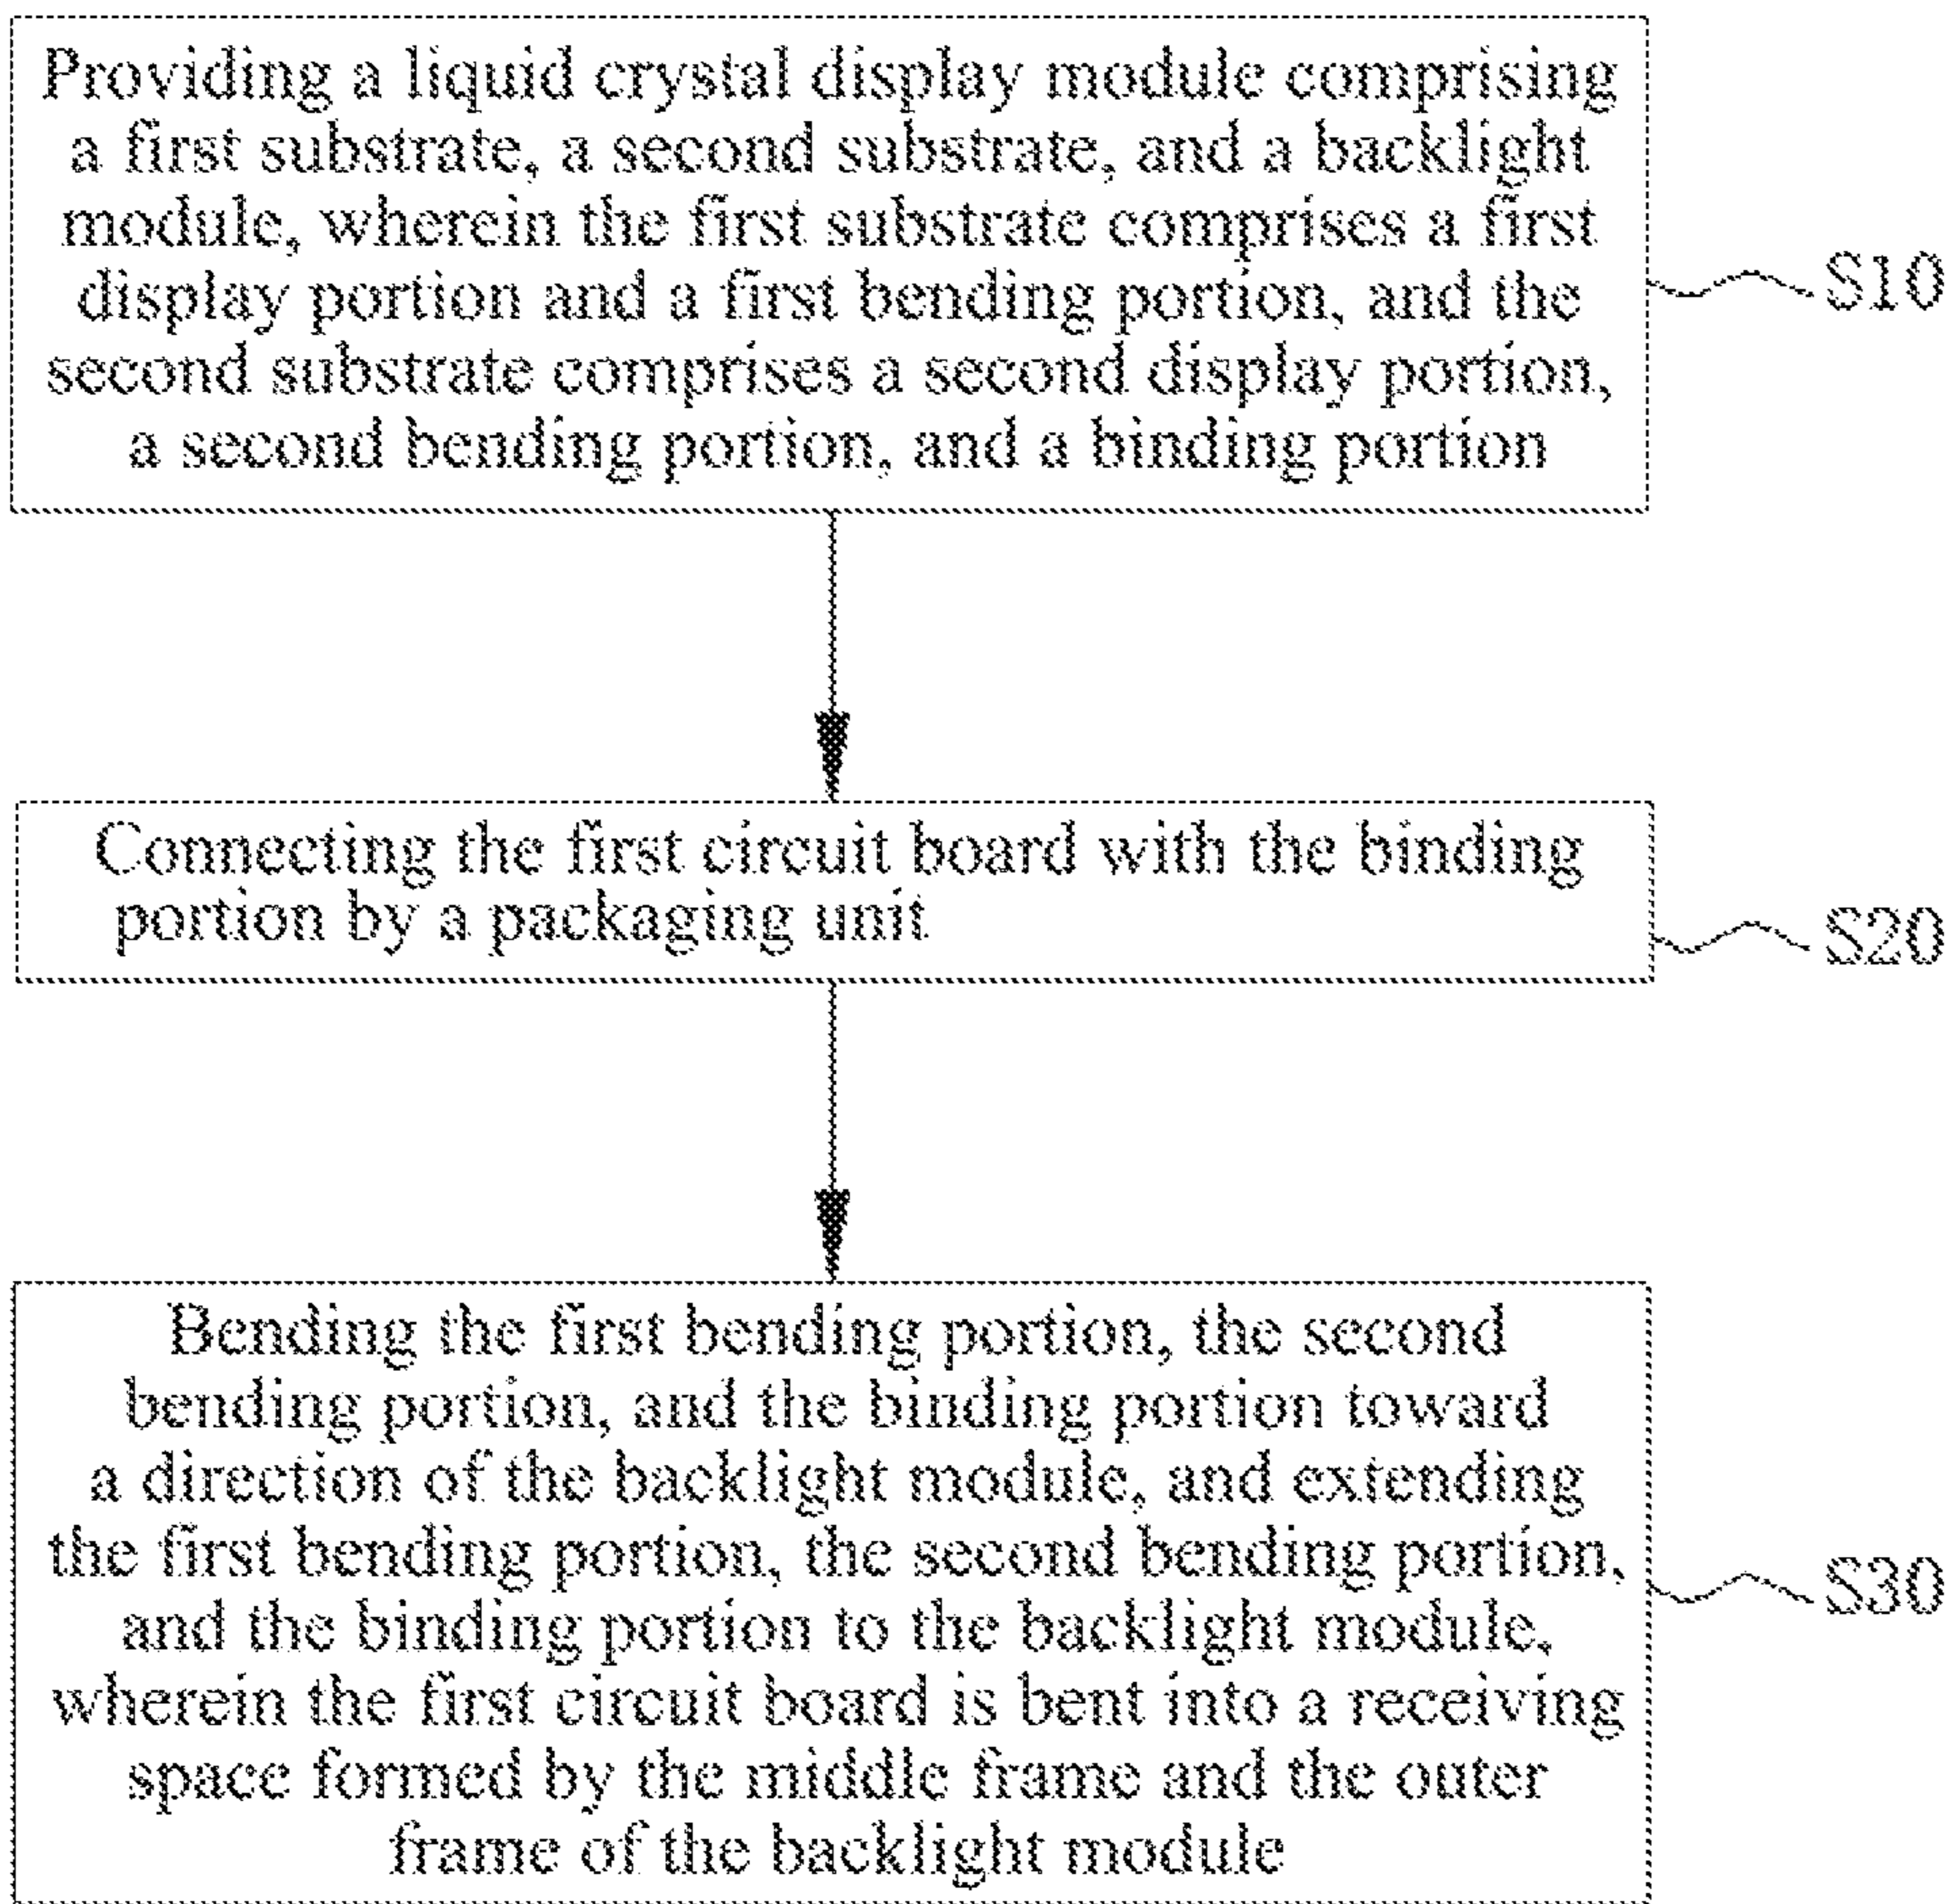 Providing a liquid crystal display module comprising
a first substrate, a second substrate, and a backlight
module, wherein the first substrate comprises a first
display portion and a first bending portion, and the
second substrate comprises a second display portion,
a second bending portion, and a binding portion
S10
Connecting the first circuit board with the binding
portion by a packaging unit
S20
Bending the first bending portion, the second
bending portion, and the binding portion toward
a direction of the backlight module, and extending
the first bending portion, the second bending portion,
and the binding portion to the backlight module,
wherein the first circuit board is bent into a receiving
space formed by the middle frame and the outer
frame of the backlight module
S30